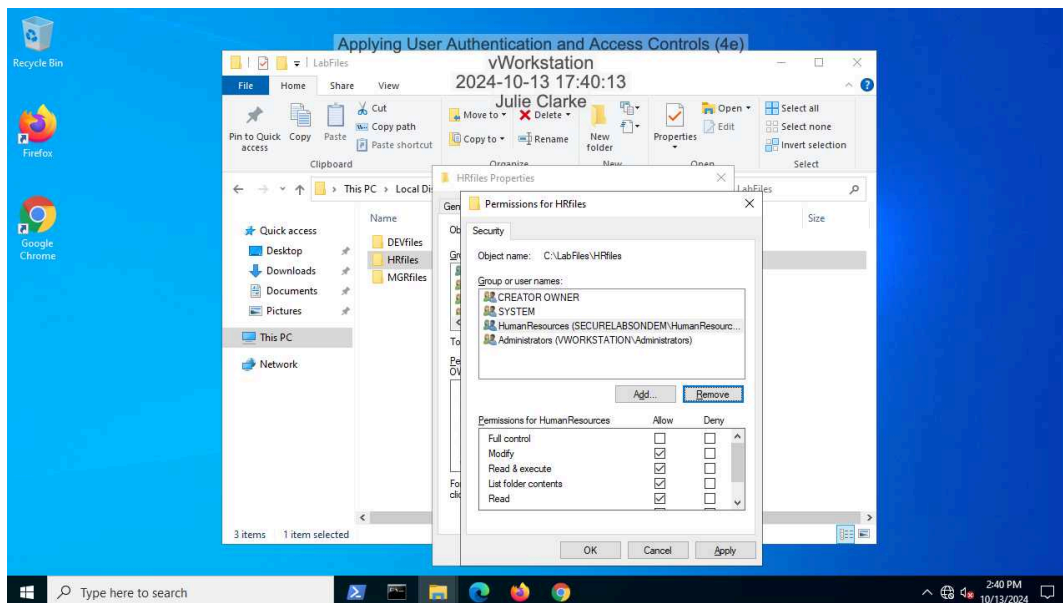 Recycle Bin
Firefox
Google
Chrome
Applying User Authentication and Access Controls (4e)
vWorkstation
2024-10-13 17:40:13
Julie Clarke
LabFiles
File Home Share View
Pin to Quick
access
Copy
Paste
Cut
Copy path
Paste shortcut
Clipboard
Move to
Copy to
Delete
Rename
Organize
New
folder
New
Properties
Open
Edit
Open
Select all
Select none
Invert selection
Select
This PC > Local Di
LabFiles
Quick access
Desktop
Downloads
Documents
Pictures
This PC
Network
Name
Size
DEVfiles
HRfiles
MGRfiles
3 items 1 item selected
HRfiles Properties
Gen
Ob
To
Pe
Fo
clic
Permissions for HRfiles
Security
Object name: C:\LabFiles\HRfiles
Group or user names:
CREATOR OWNER
SYSTEM
HumanResources (SECURELABSONDEM\HumanResourc...
Administrators (VWORKSTATION\Administrators)
Add... Remove
Permissions for HumanResources Allow Deny
Full control
Modify
Read & execute
List folder contents
Read
OK Cancel Apply
Type here to search
2:40 PM
10/13/2024